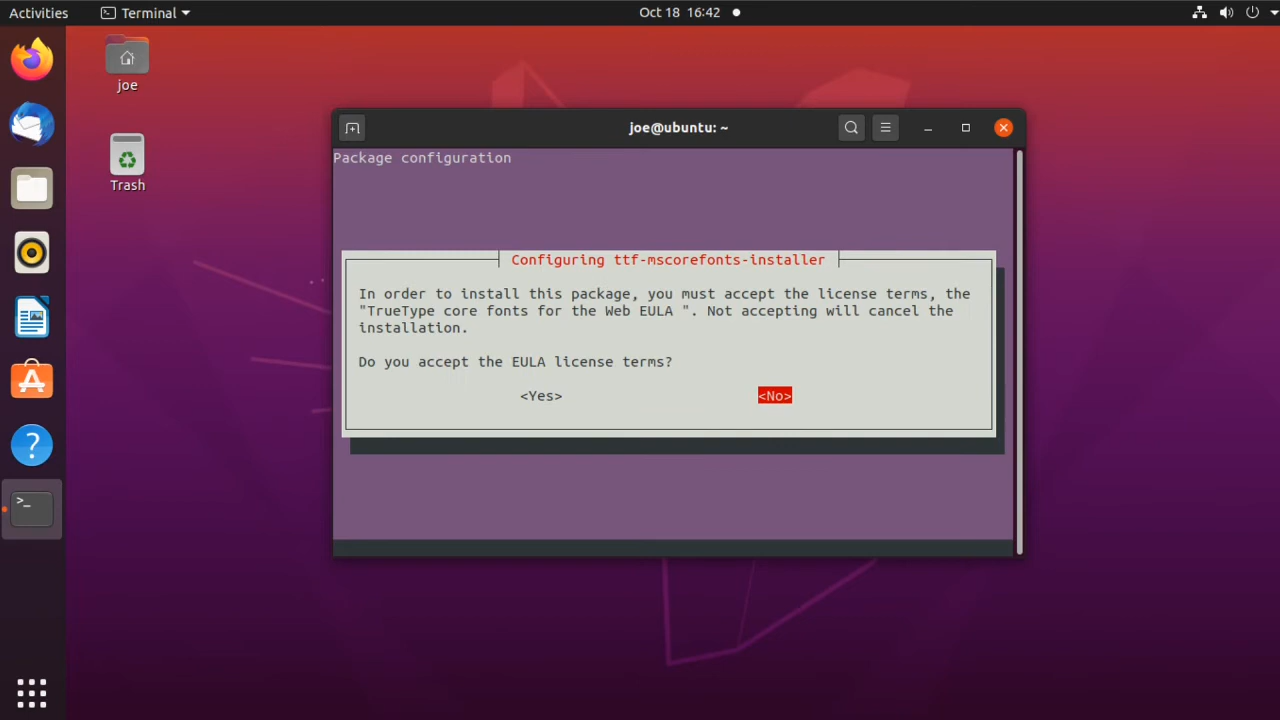 Activities
Terminal
Oct 18 16:42
joe
Trash
joe@ubuntu: ~
Package configuration
Configuring ttf-mscorefonts-installer
In order to install this package, you must accept the license terms, the
"TrueType core fonts for the Web EULA ". Not accepting will cancel the
installation.
Do you accept the EULA license terms?
<Yes> <No>